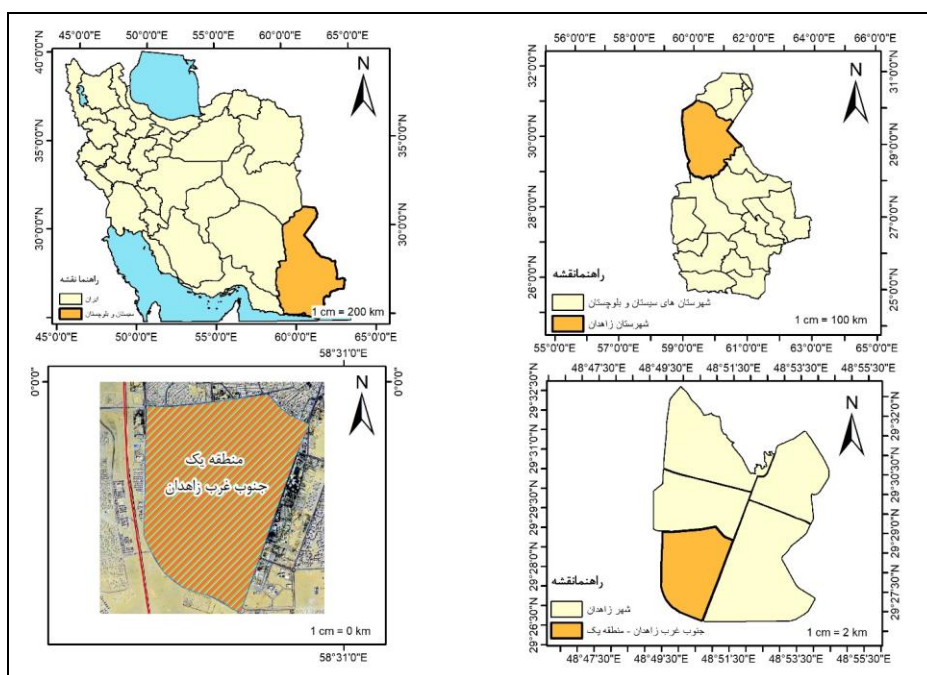 45°0'0"E 50°0'0"E 55°0'0"E 60°0'0"E 65°0'0"E
40°0'0"N
35°0'0"N
30°0'0"N
35°0'0"N
30°0'0"N
N
راهنما نقشه
ایران
سیستان و بلوچستان
1 cm = 200 km
45°0'0"E 50°0'0"E 55°0'0"E 60°0'0"E 65°0'0"E
56°0'0"E 58°0'0"E 60°0'0"E 62°0'0"E 64°0'0"E 66°0'0"E
32°0'0"N
30°0'0"N
28°0'0"N
26°0'0"N
31°0'0"N
29°0'0"N
27°0'0"N
25°0'0"N
N
راهنمانقشه
شهرستان های سیستان و بلوچستان
شهرستان زاهدان
1 cm = 100 km
55°0'0"E 57°0'0"E 59°0'0"E 61°0'0"E 63°0'0"E 65°0'0"E
58°31'0"E
0°0'0"
0°0'0"
N
منطقه یک
جنوب غرب زاهدان
1 cm = 0 km
58°31'0"E
48°47'30"E 48°49'30"E 48°51'30"E 48°53'30"E 48°55'30"E
29°32'30"N
29°31'0"N
29°29'30"N
29°28'0"N
29°26'30"N
29°32'0"N
29°30'30"N
29°29'0"N
29°27'30"N
N
راهنمانقشه
شهر زاهدان
جنوب غرب زاهدان - منطقه یک
1 cm = 2 km
48°47'30"E 48°49'30"E 48°51'30"E 48°53'30"E 48°55'30"E